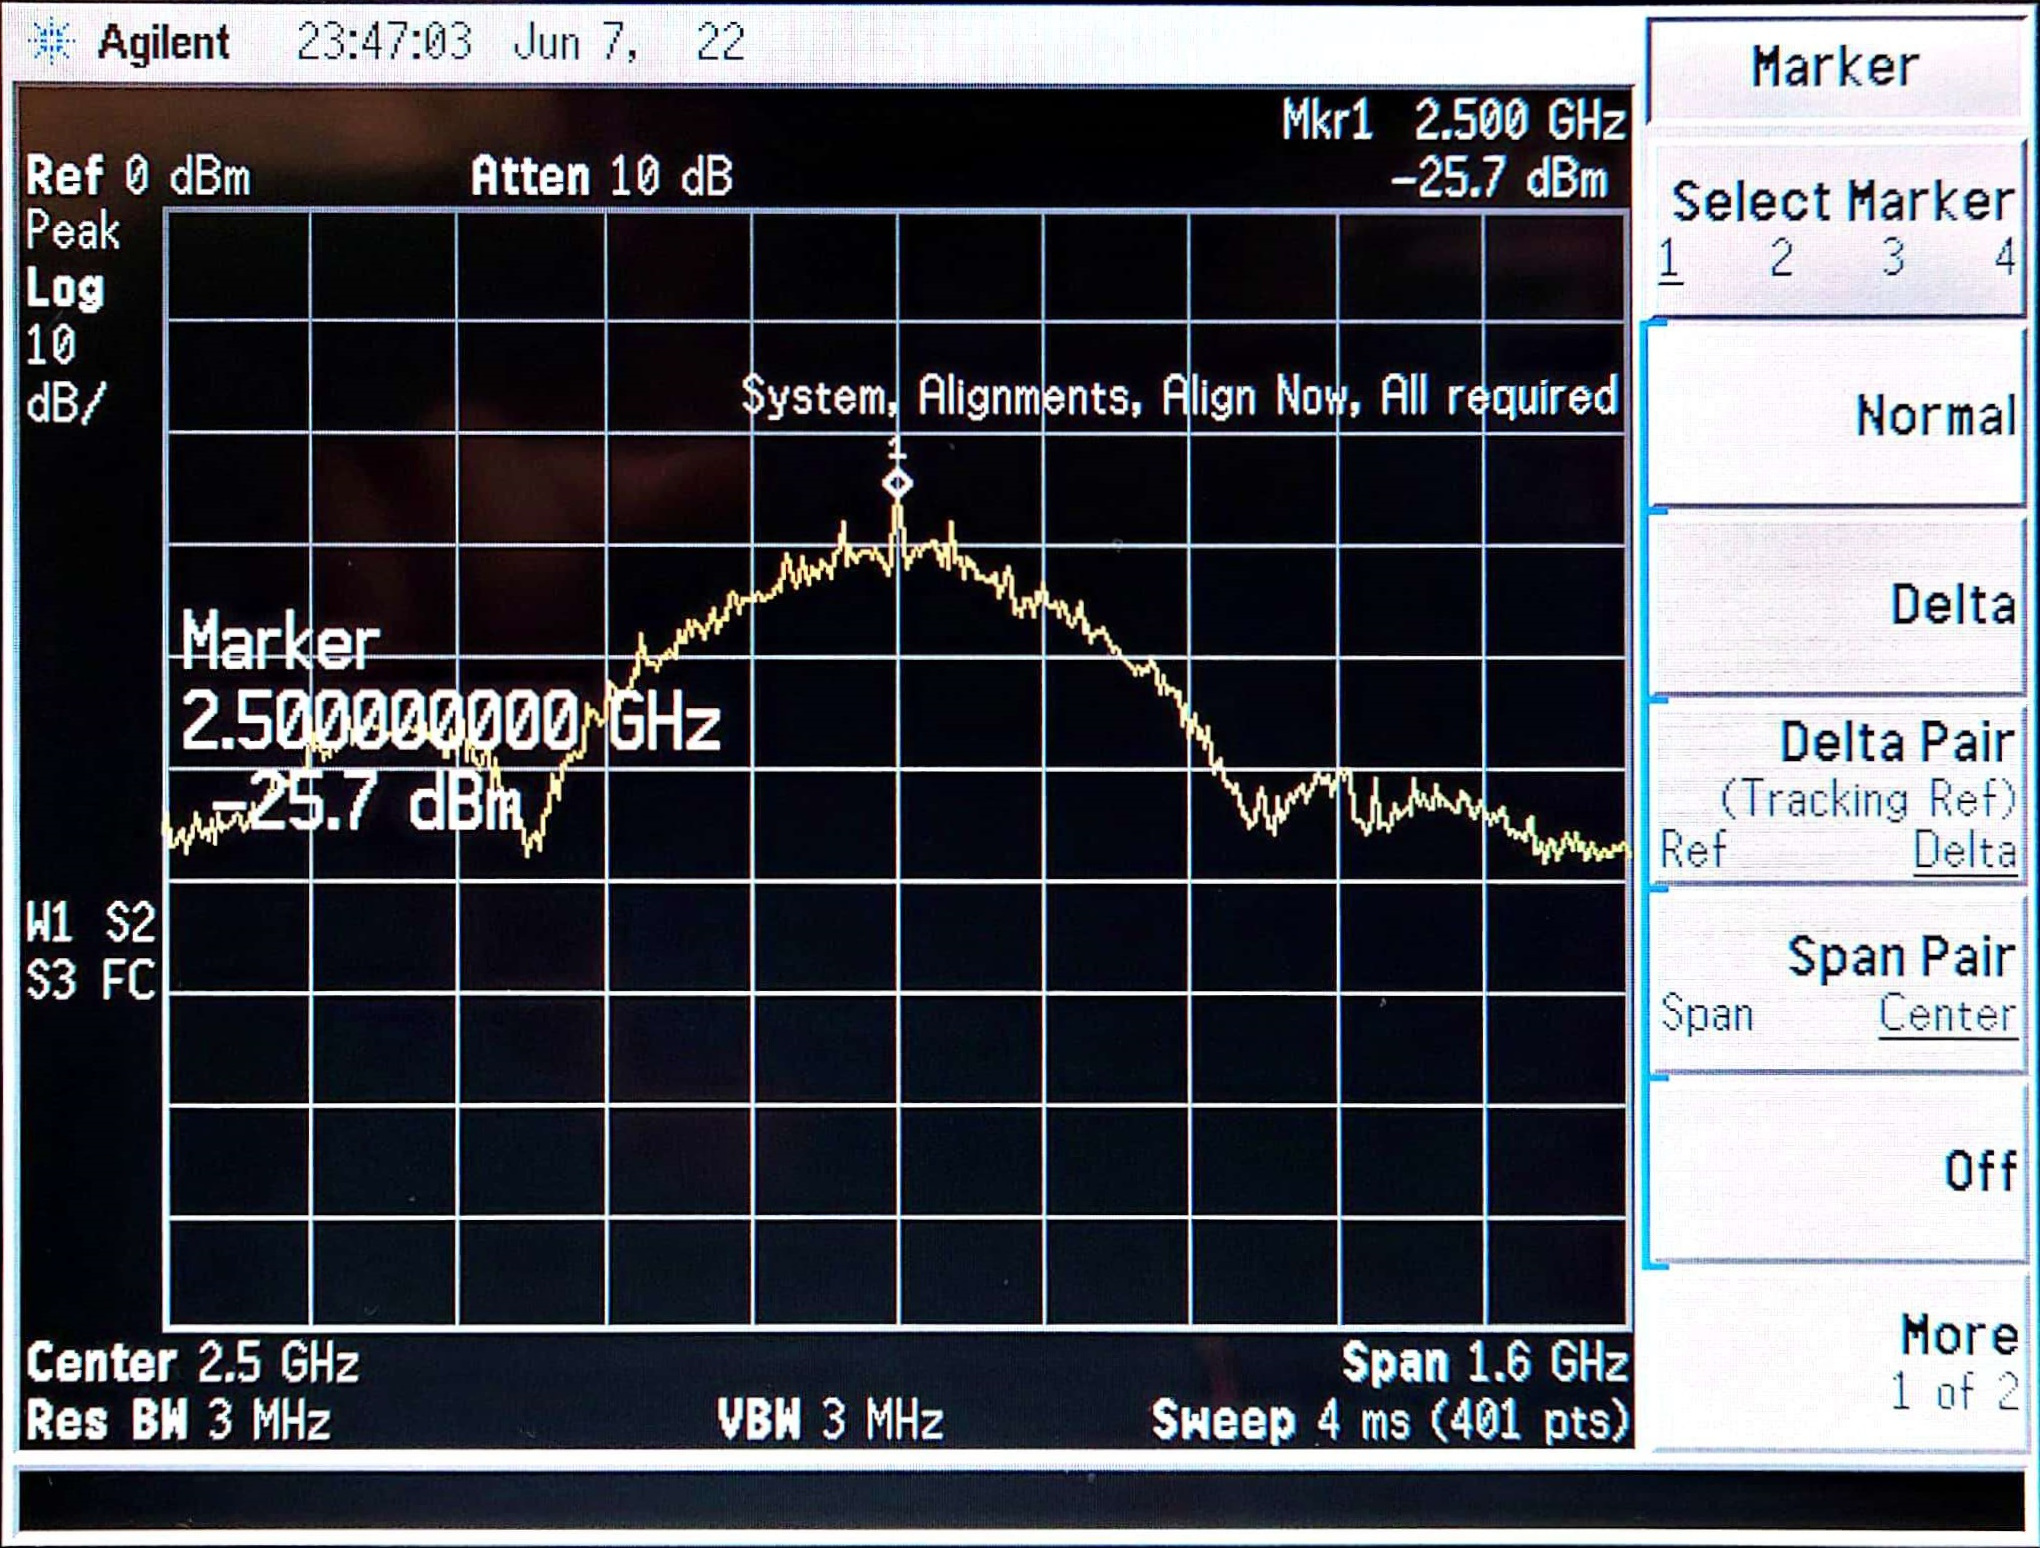 Agilent 23:47:03 Jun 7, 22
Marker
Mkr1 2.500 GHz
Ref 0 dBm Atten 10 dB -25.7 dBm
Peak
Log
10
dB/
Select Marker
1 2 3 4
System, Alignments, Align Now, All required
1
Normal
Marker
2.500000000 GHz
-25.7 dBm
Delta
Delta Pair
(Tracking Ref)
Ref Delta
W1 S2
S3 FC
Span Pair
Span Center
Off
More
1 of 2
Center 2.5 GHz Span 1.6 GHz
Res BW 3 MHz VBW 3 MHz Sweep 4 ms (401 pts)